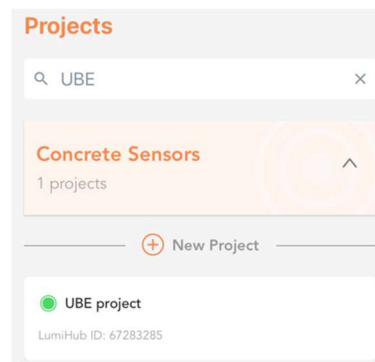 Projects
UBE
Concrete Sensors
1 projects
New Project
UBE project
LumiHub ID: 67283285